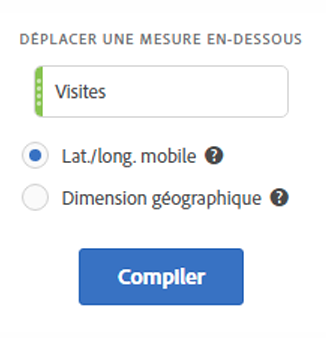 DÉPLACER UNE MESURE EN-DESSOUS
Visites
Lat./long. mobile ?
Dimension géographique ?
Compiler